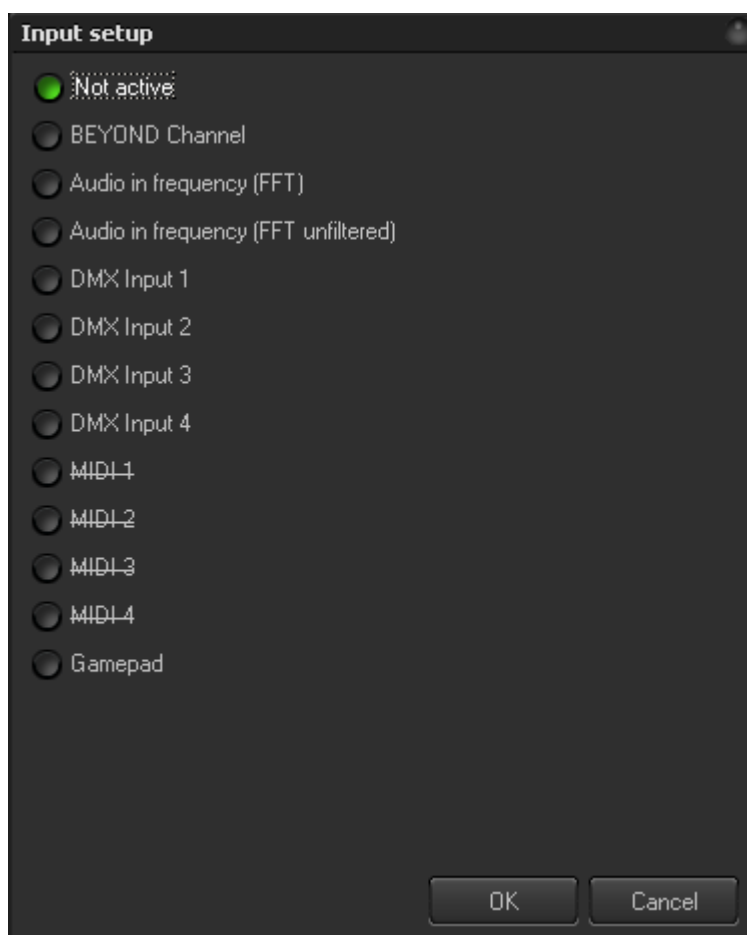 Input setup
Not active
BEYOND Channel
Audio in frequency (FFT)
Audio in frequency (FFT unfiltered)
DMX Input 1
DMX Input 2
DMX Input 3
DMX Input 4
MIDI 1
MIDI 2
MIDI 3
MIDI 4
Gamepad
OK Cancel